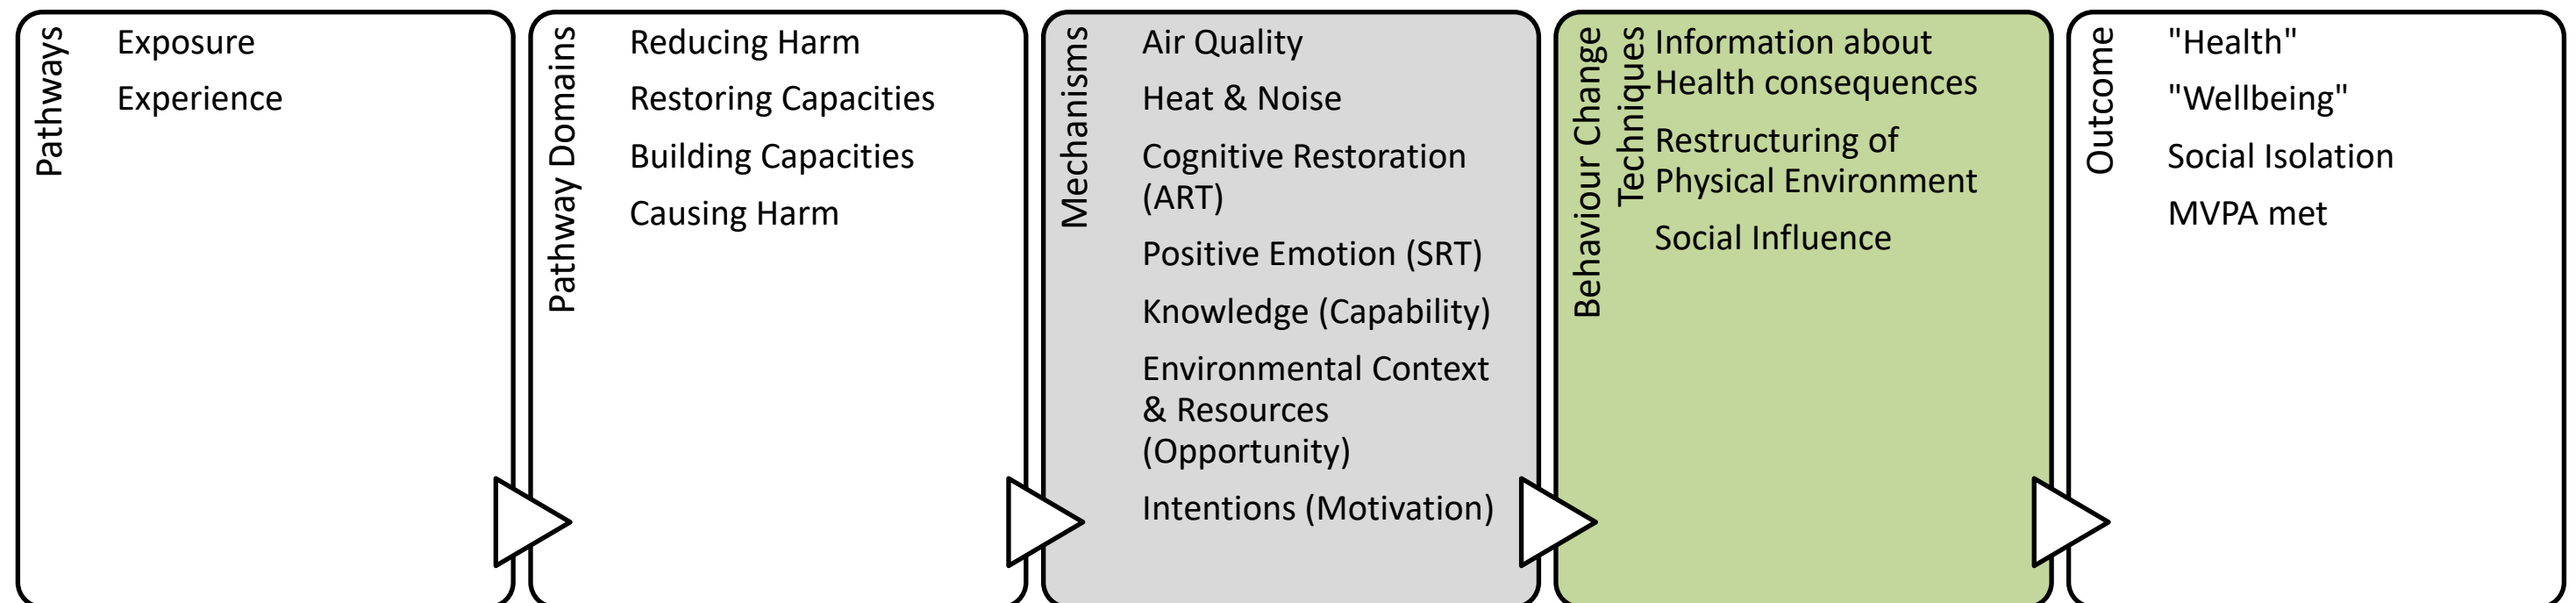 Pathways
Exposure
Experience
Pathway Domains
Reducing Harm
Restoring Capacities
Building Capacities
Causing Harm
Mechanisms
Air Quality
Heat & Noise
Cognitive Restoration
(ART)
Positive Emotion (SRT)
Knowledge (Capability)
Environmental Context
& Resources
(Opportunity)
Intentions (Motivation)
Behaviour Change
Techniques
Information about
Health consequences
Restructuring of
Physical Environment
Social Influence
Outcome
"Health"
"Wellbeing"
Social Isolation
MVPA met